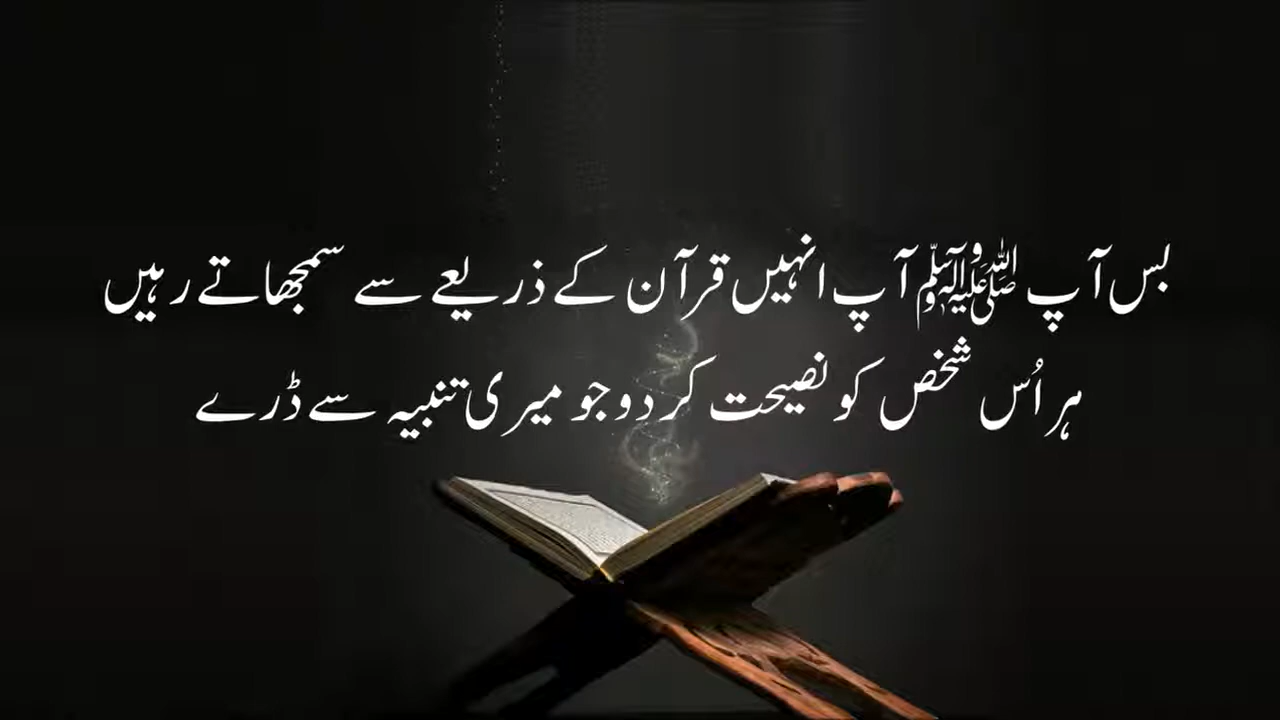 بس آپ ﷺ آپ انہیں قرآن کے ذریعے سے سمجھاتے رہیں
ہر اُس شخص کو نصیحت کر دو جو میری تنبیہ سے ڈرے